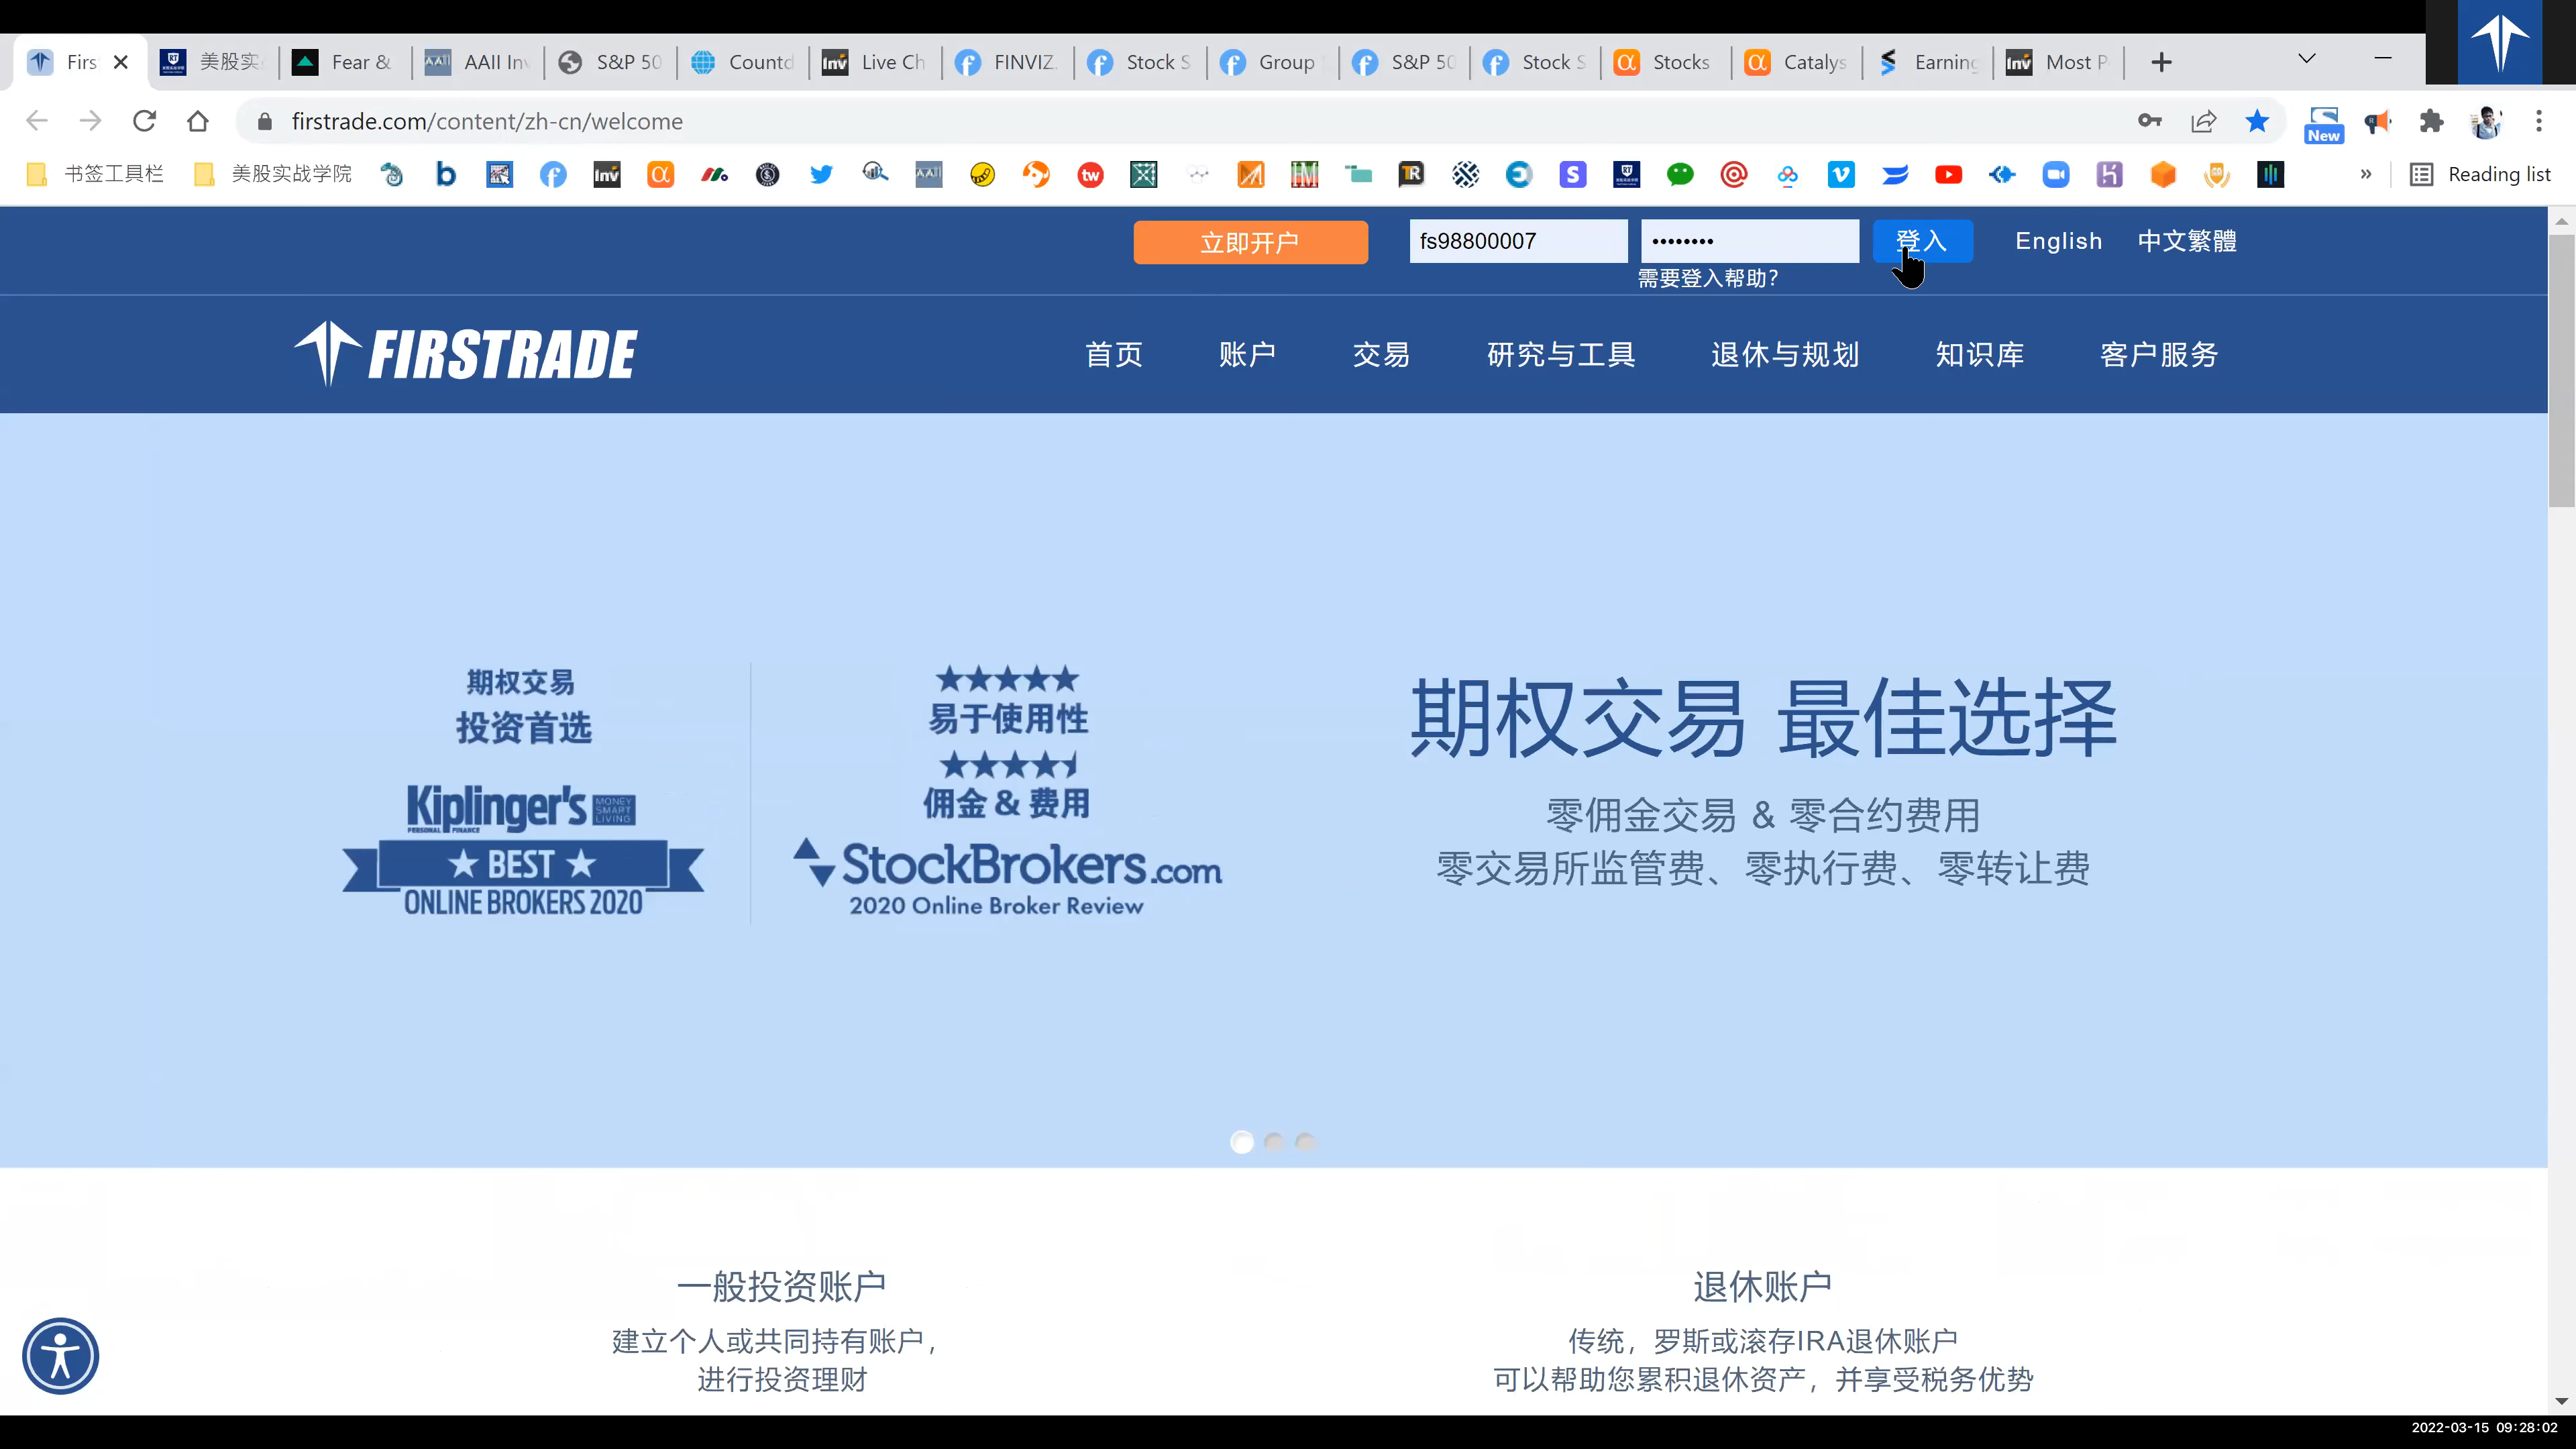 Firs
美股实
Fear &
AAII Inv
S&P 50
Countd
Live Ch
FINVIZ.
Stock S
Group
S&P 50
Stock S
Stocks
Catalys
Earning
Most P
firstrade.com/content/zh-cn/welcome
New
书签工具栏
美股实战学院
Reading list
立即开户
fs98800007
••••••••
登入
English
中文繁體
需要登入帮助?
FIRSTRADE
首页
账户
交易
研究与工具
退休与规划
知识库
客户服务
期权交易
投资首选
Kiplinger's
PERSONAL FINANCE
MONEY
SMART
LIVING
★ BEST ★
ONLINE BROKERS 2020
易于使用性
佣金 & 费用
StockBrokers.com
2020 Online Broker Review
期权交易 最佳选择
零佣金交易 & 零合约费用
零交易所监管费、零执行费、零转让费
一般投资账户
建立个人或共同持有账户，
进行投资理财
退休账户
传统，罗斯或滚存IRA退休账户
可以帮助您累积退休资产，并享受税务优势
2022-03-15 09:28:02